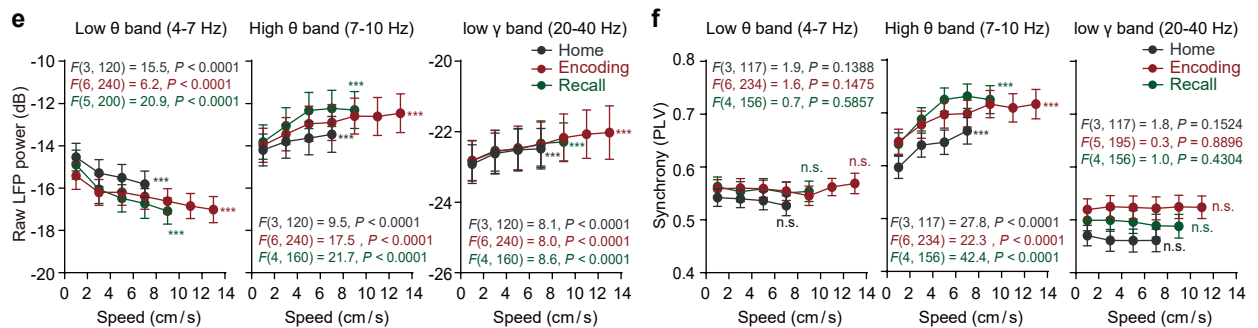 e
Low θ band (4-7 Hz)
High θ band (7-10 Hz)
low γ band (20-40 Hz)
Home
Encoding
Recall
Raw LFP power (dB)
-10
-12
-14
-16
-18
-20
F(3, 120) = 15.5, P < 0.0001
F(6, 240) = 6.2, P < 0.0001
F(5, 200) = 20.9, P < 0.0001
***
***
***
0 2 4 6 8 10 12 14
Speed (cm/s)
***
***
***
F(3, 120) = 9.5, P < 0.0001
F(6, 240) = 17.5 , P < 0.0001
F(4, 160) = 21.7, P < 0.0001
0 2 4 6 8 10 12 14
Speed (cm/s)
-20
-22
-24
-26
***
***
***
F(3, 120) = 8.1, P < 0.0001
F(6, 240) = 8.0, P < 0.0001
F(4, 160) = 8.6, P < 0.0001
0 2 4 6 8 10 12 14
Speed (cm/s)
f
Low θ band (4-7 Hz)
High θ band (7-10 Hz)
low γ band (20-40 Hz)
Home
Encoding
Recall
Synchrony (PLV)
0.8
0.7
0.6
0.5
0.4
F(3, 117) = 1.9, P = 0.1388
F(6, 234) = 1.6, P = 0.1475
F(4, 156) = 0.7, P = 0.5857
n.s.
n.s.
n.s.
0 2 4 6 8 10 12 14
Speed (cm/s)
***
***
***
F(3, 117) = 27.8, P < 0.0001
F(6, 234) = 22.3 , P < 0.0001
F(4, 156) = 42.4, P < 0.0001
0 2 4 6 8 10 12 14
Speed (cm/s)
F(3, 117) = 1.8, P = 0.1524
F(5, 195) = 0.3, P = 0.8896
F(4, 156) = 1.0, P = 0.4304
n.s.
n.s.
n.s.
0 2 4 6 8 10 12 14
Speed (cm/s)